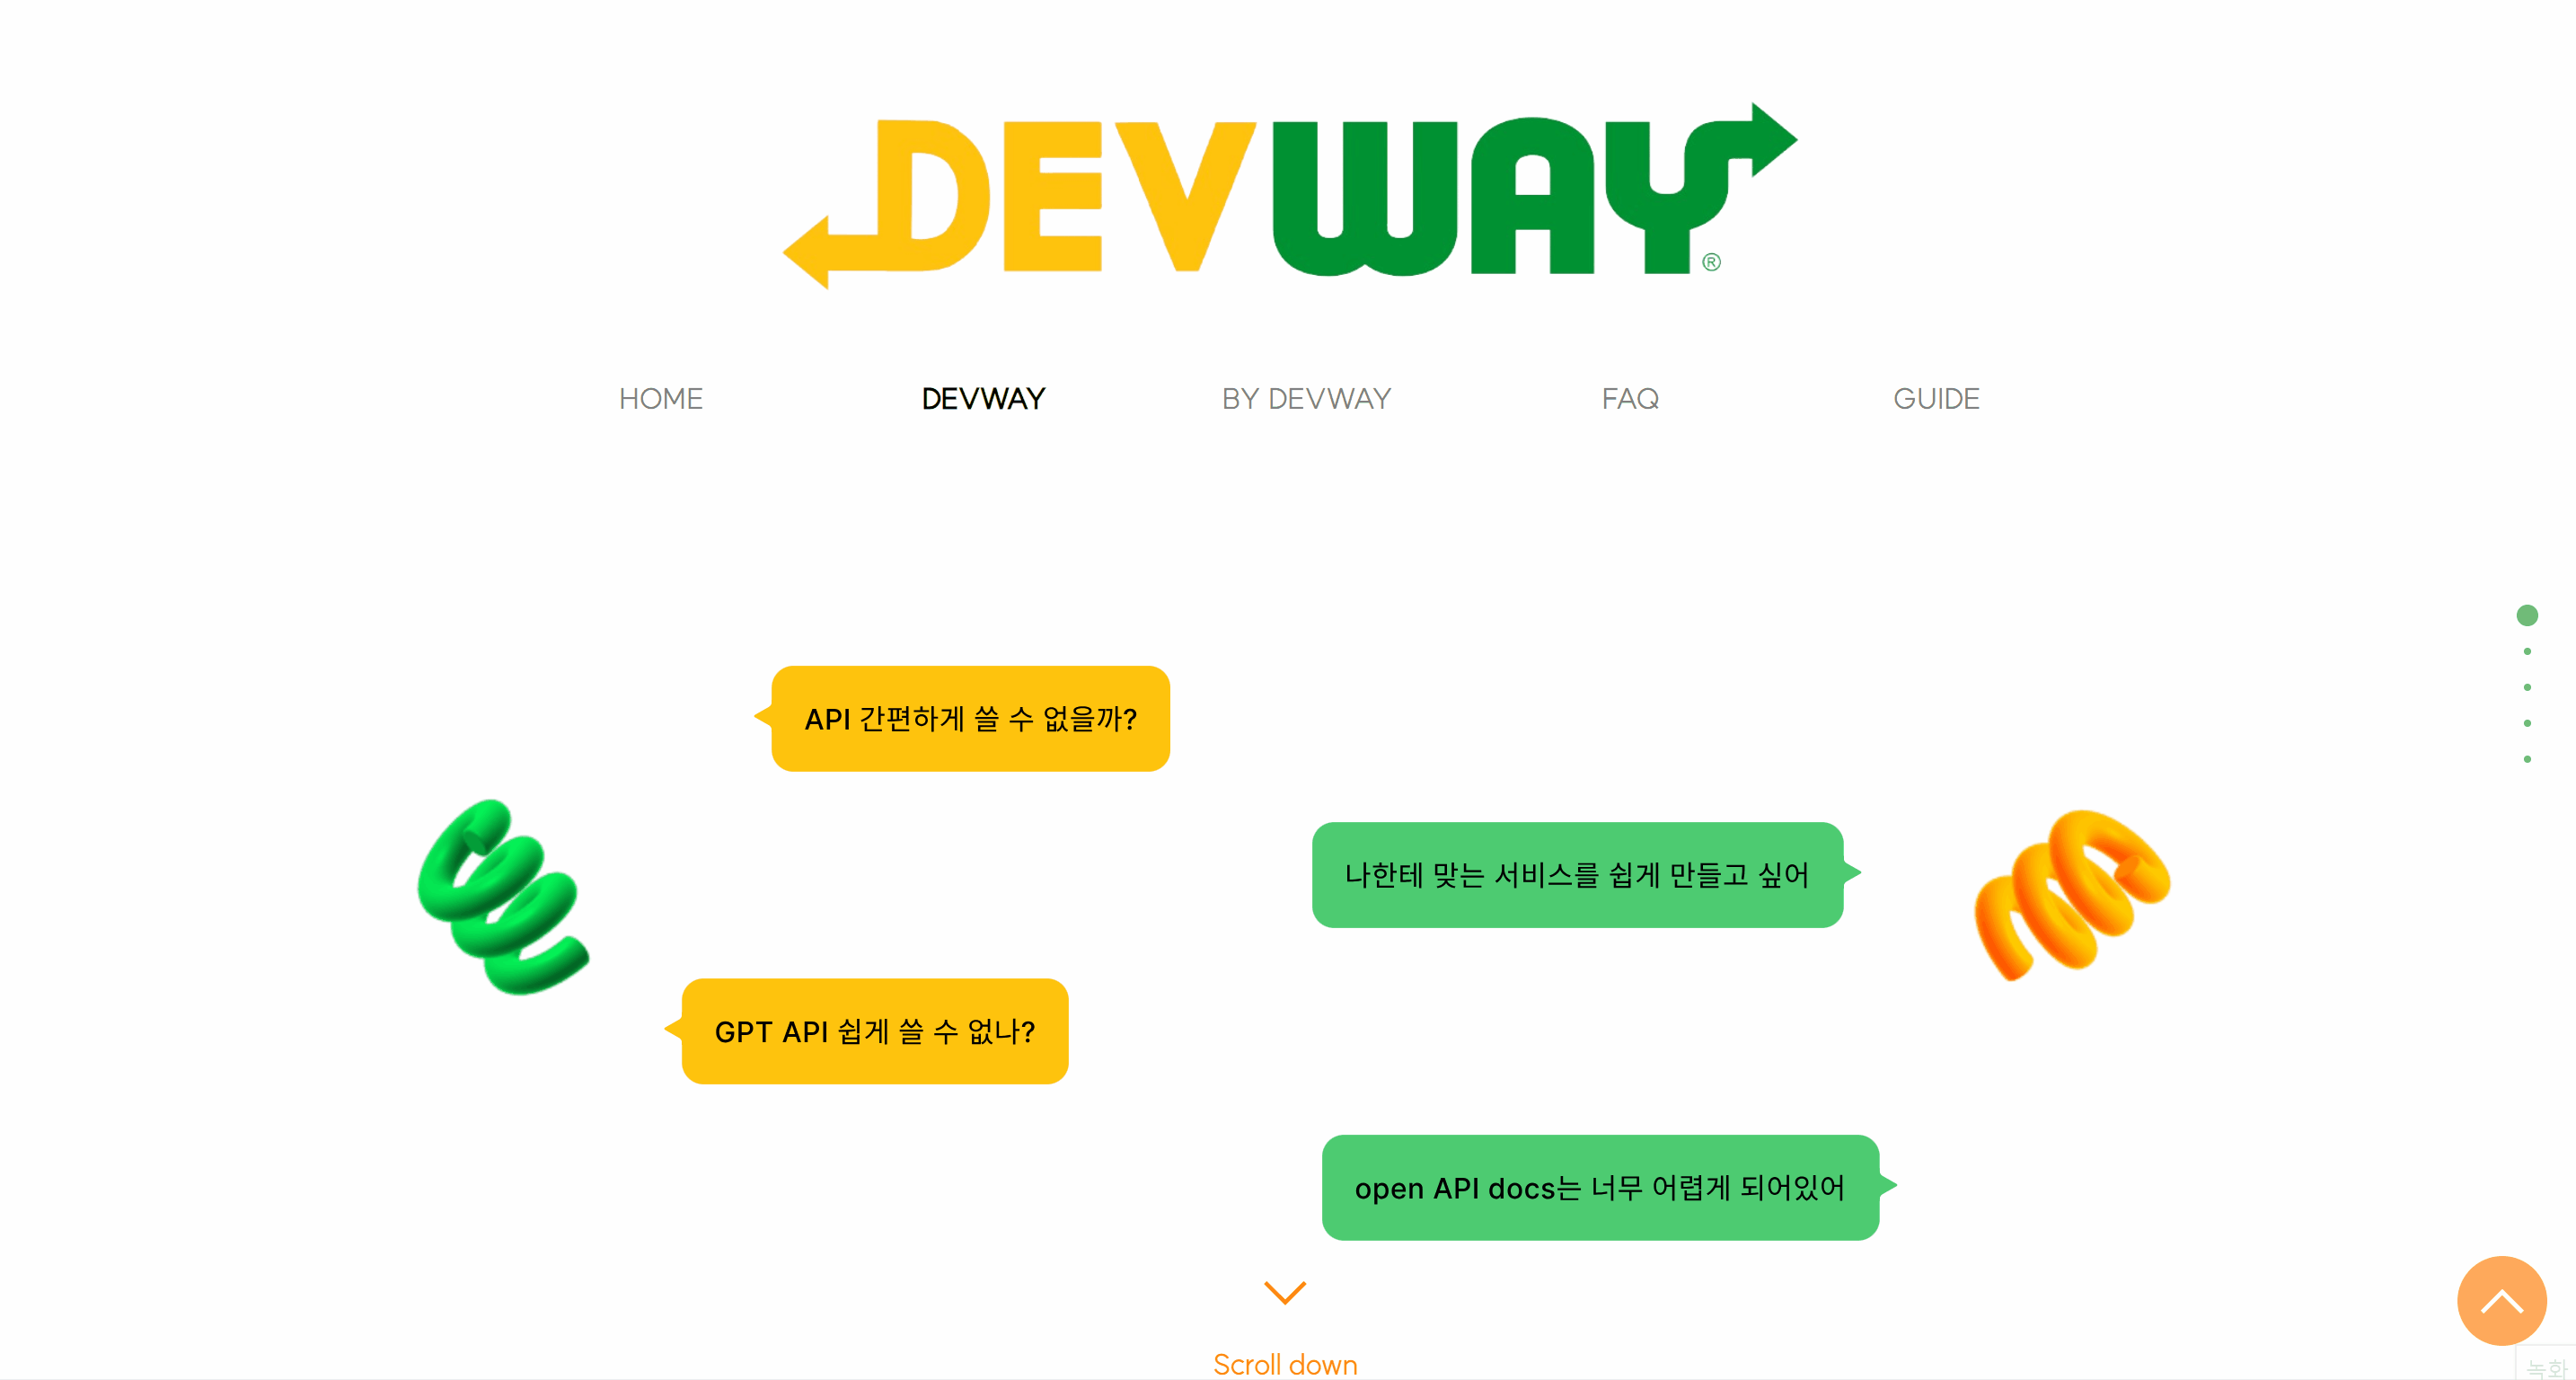 DEVWAY®
HOME DEVWAY BY DEVWAY FAQ GUIDE
API 간편하게 쓸 수 없을까?
나한테 맞는 서비스를 쉽게 만들고 싶어
GPT API 쉽게 쓸 수 없나?
open API docs는 너무 어렵게 되어있어
Scroll down
녹화